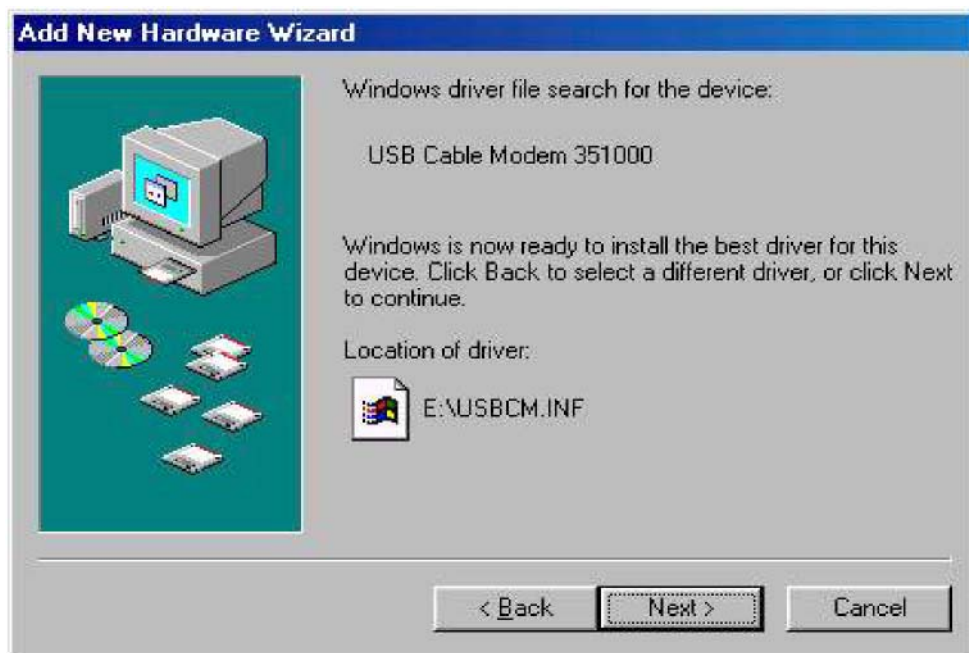 Add New Hardware Wizard
Windows driver file search for the device:
USB Cable Modem 351000
Windows is now ready to install the best driver for this
device. Click Back to select a different driver, or click Next
to continue.
Location of driver:
E:\USBCM.INF
< Back
Next >
Cancel